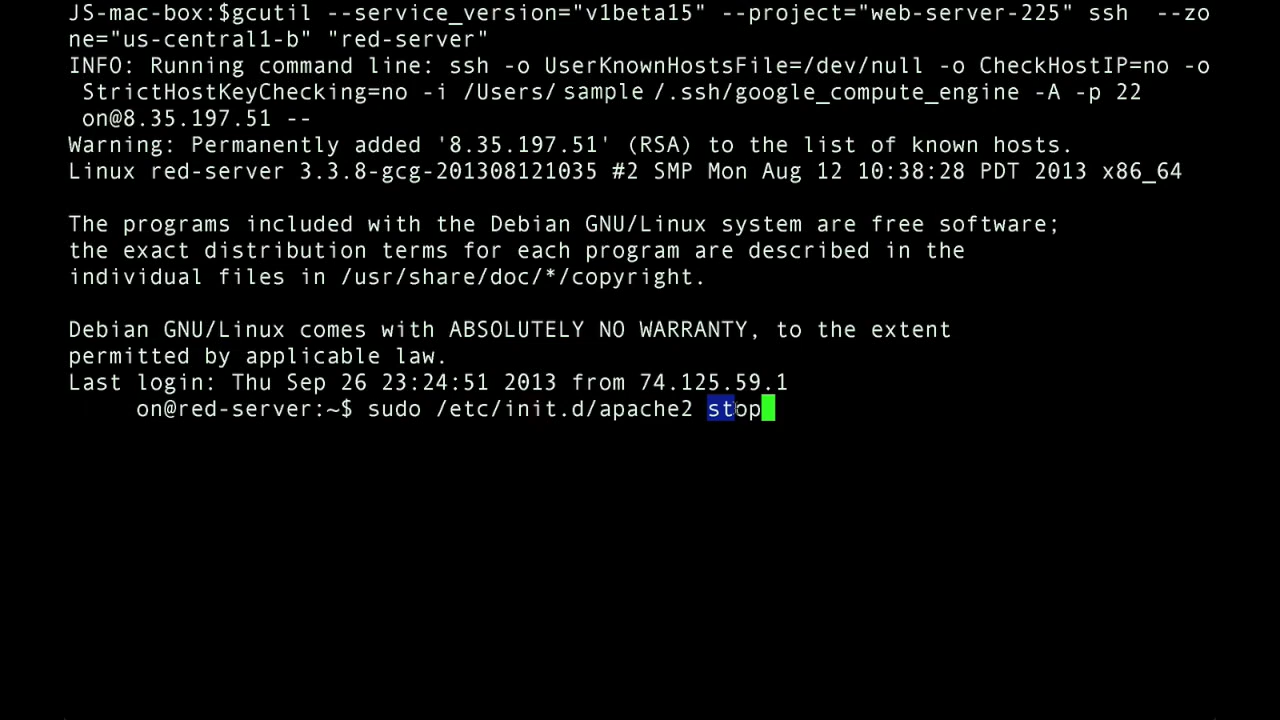 JS-mac-box:$gcutil --service_version="v1beta15" --project="web-server-225" ssh  --zo
ne="us-central1-b" "red-server"
INFO: Running command line: ssh -o UserKnownHostsFile=/dev/null -o CheckHostIP=no -o
StrictHostKeyChecking=no -i /Users/ sample /.ssh/google_compute_engine -A -p 22
on@8.35.197.51 --
Warning: Permanently added '8.35.197.51' (RSA) to the list of known hosts.
Linux red-server 3.3.8-gcg-201308121035 #2 SMP Mon Aug 12 10:38:28 PDT 2013 x86_64
The programs included with the Debian GNU/Linux system are free software;
the exact distribution terms for each program are described in the
individual files in /usr/share/doc/*/copyright.
Debian GNU/Linux comes with ABSOLUTELY NO WARRANTY, to the extent
permitted by applicable law.
Last login: Thu Sep 26 23:24:51 2013 from 74.125.59.1
on@red-server:~$ sudo /etc/init.d/apache2 stop